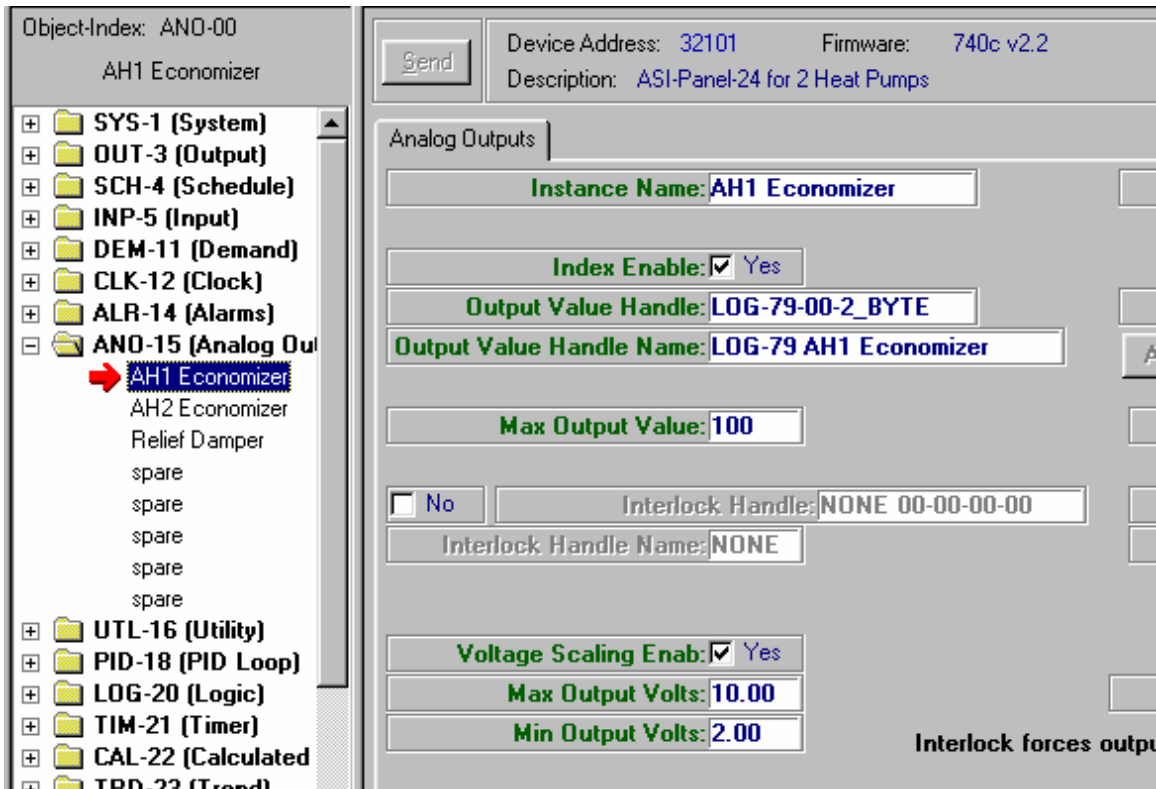 Object-Index: ANO-00
AH1 Economizer
SYS-1 (System)
OUT-3 (Output)
SCH-4 (Schedule)
INP-5 (Input)
DEM-11 (Demand)
CLK-12 (Clock)
ALR-14 (Alarms)
ANO-15 (Analog Ou
AH1 Economizer
AH2 Economizer
Relief Damper
spare
spare
spare
spare
spare
UTL-16 (Utility)
PID-18 (PID Loop)
LOG-20 (Logic)
TIM-21 (Timer)
CAL-22 (Calculated
TRD-23 (Trend)
Send
Device Address: 32101 Firmware: 740c v2.2
Description: ASI-Panel-24 for 2 Heat Pumps
Analog Outputs
Instance Name: AH1 Economizer
Index Enable: Yes
Output Value Handle: LOG-79-00-2_BYTE
Output Value Handle Name: LOG-79 AH1 Economizer
A
Max Output Value: 100
No Interlock Handle: NONE 00-00-00-00
Interlock Handle Name: NONE
Voltage Scaling Enab: Yes
Max Output Volts: 10.00
Min Output Volts: 2.00
Interlock forces outpu